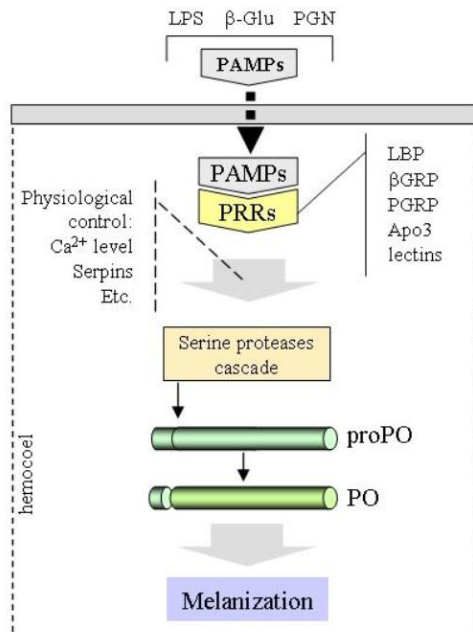 LPS β-Glu PGN
PAMPs
PAMPs
PRRs
LBP
βGRP
PGRP
Apo3
lectins
Physiological
control:
Ca²⁺ level
Serpins
Etc.
Serine proteases
cascade
proPO
PO
hemocoel
Melanization